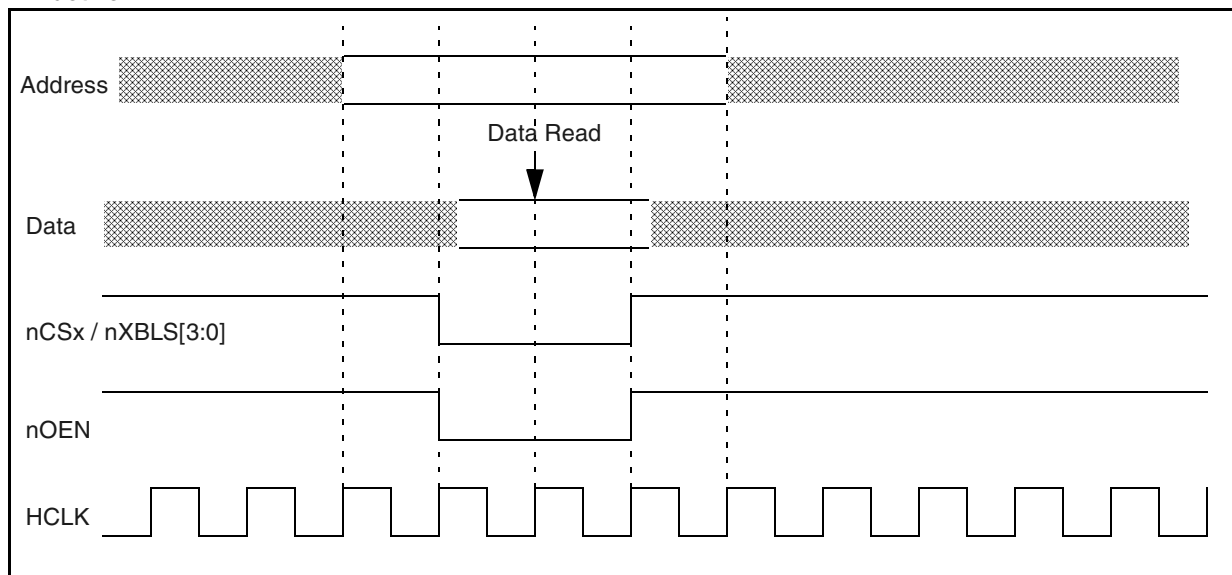 Address
Data Read
Data
nCSx / nXBLS[3:0]
nOEN
HCLK